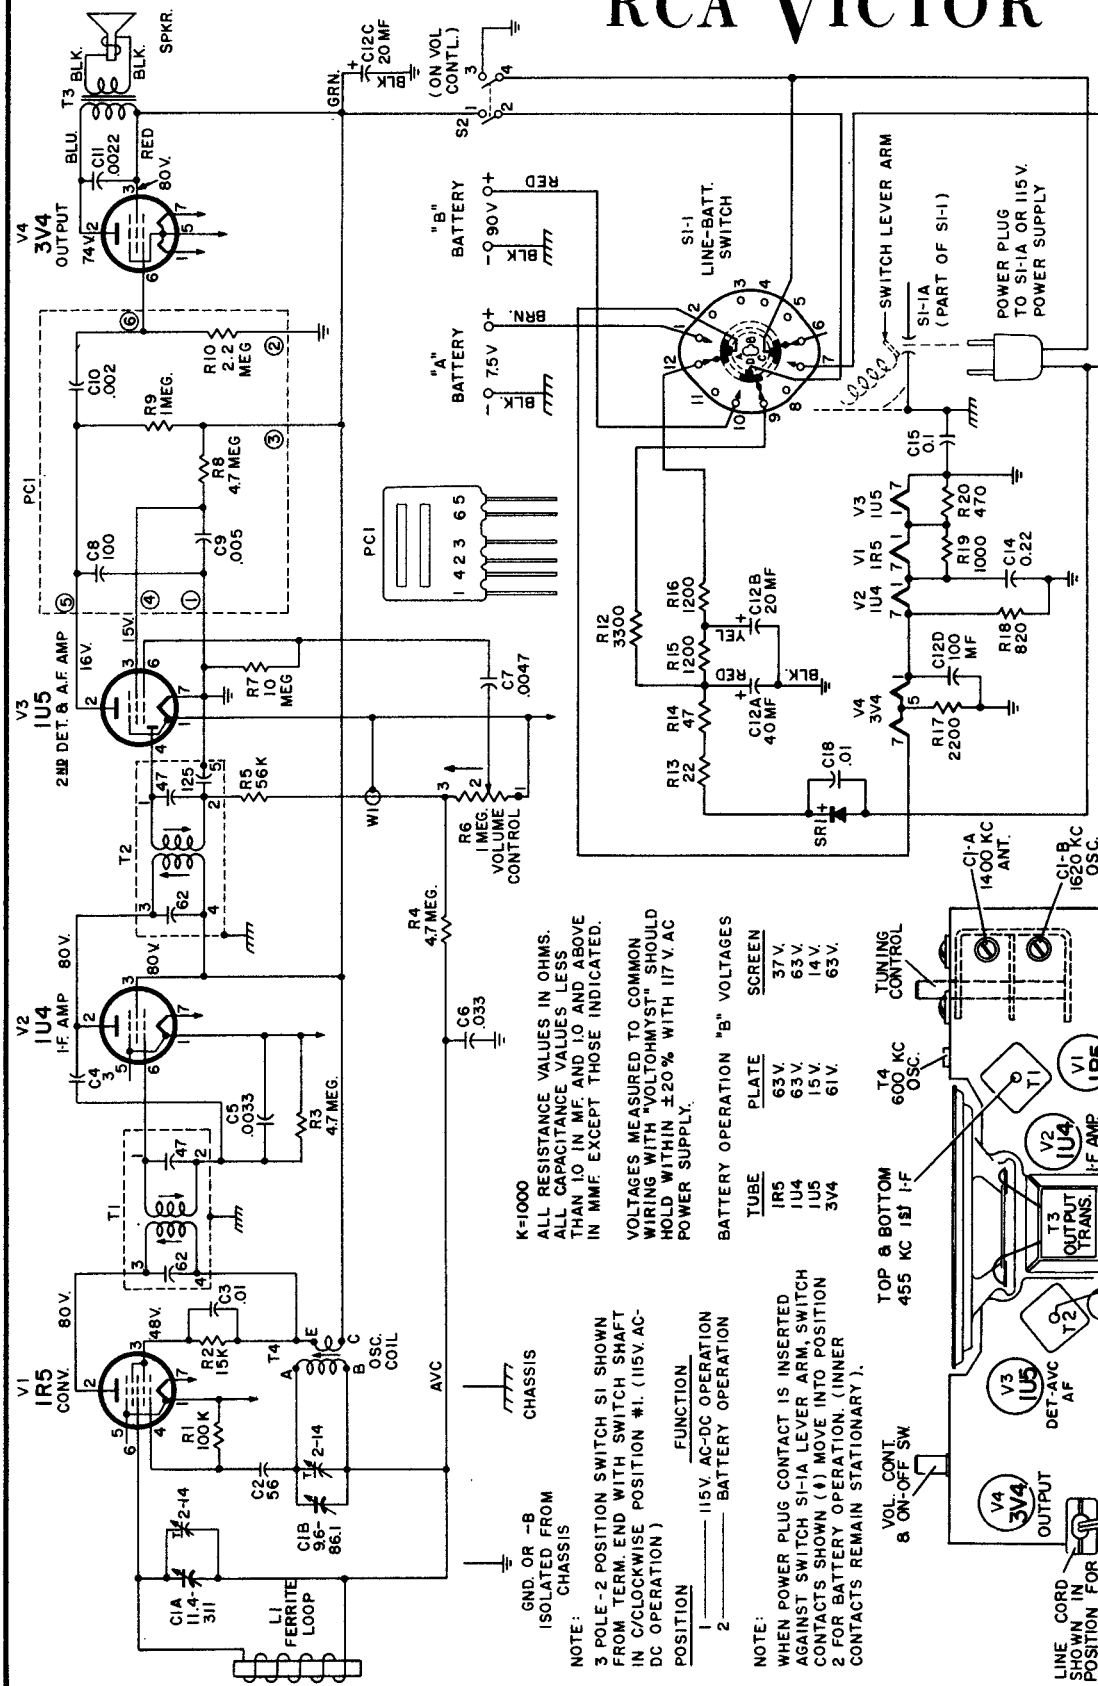 RCA VICTOR
V1
1R5
CONV.
V2
1U4
I-F. AMP
V3
1U5
2ND DET. & A.F. AMP
V4
3V4
OUTPUT
SPKR.
BLK.
BLK.
T3
BLU.
C11
.0022
RED
80V.
74V.
GRN.
C12C
20 MF
BLK
(ON VOL
CONTL.)
S2
PC1
C10
.002
R9
1MEG.
R10
2.2
MEG
R8
4.7 MEG
C8
100
C9
.005
16V.
15V.
R7
10
MEG
C7
.0047
T2
47
125
62
R5
56K
W1
R6
1 MEG.
VOLUME
CONTROL
R4
4.7 MEG.
C6
.033
80V.
80V.
C4
3
C5
.0033
R3
4.7 MEG.
T1
47
62
80V.
48V.
R2
15K
C3
.01
T4
OSC.
COIL
R1
100 K
C2
56
2-14
C1B
9.6-
86.1
2-14
C1A
11.4-
311
L1
FERRITE
LOOP
AVC
GND. OR -B
ISOLATED FROM
CHASSIS
CHASSIS
NOTE:
3 POLE-2 POSITION SWITCH S1 SHOWN
FROM TERM. END WITH SWITCH SHAFT
IN C/CLOCKWISE POSITION #1. (115V. AC-
DC OPERATION)
POSITION FUNCTION
1 115V. AC-DC OPERATION
2 BATTERY OPERATION
NOTE:
WHEN POWER PLUG CONTACT IS INSERTED
AGAINST SWITCH S1-1A LEVER ARM, SWITCH
CONTACTS SHOWN (♦) MOVE INTO POSITION
2 FOR BATTERY OPERATION. (INNER
CONTACTS REMAIN STATIONARY).
K=1000
ALL RESISTANCE VALUES IN OHMS.
ALL CAPACITANCE VALUES LESS
THAN 1.0 IN MF. AND 1.0 AND ABOVE
IN MMF. EXCEPT THOSE INDICATED.
VOLTAGES MEASURED TO COMMON
WIRING WITH "VOLTOHMYST" SHOULD
HOLD WITHIN ±20% WITH 117 V. AC
POWER SUPPLY.
BATTERY OPERATION "B" VOLTAGES
TUBE PLATE SCREEN
1R5 63 V. 37 V.
1U4 63 V. 63 V.
1U5 15 V. 14 V.
3V4 61 V. 63 V.
PC1
1 4 2 3 6 5
"A"
BATTERY
- 7.5V +
BLK
BRN.
"B"
BATTERY
- 90V +
BLK
RED
S1-1
LINE-BATT.
SWITCH
SWITCH LEVER ARM
S1-1A
(PART OF S1-1)
POWER PLUG
TO S1-1A OR 115 V.
POWER SUPPLY
R12
3300
R16
1200
R15
1200
R14
47
R13
22
YEL
C12B
20 MF
RED
C12A
40 MF
BLK.
C18
.01
SR1
C15
0.1
V3
1U5
R20
470
V1
1R5
R19
1000
C14
0.22
V2
1U4
R18
820
C12D
100
MF
V4
3V4
R17
2200
C1-A
1400 KC
ANT.
C1-B
1620 KC
OSC.
TUNING
CONTROL
T4
600 KC
OSC.
T1
V1
1R5
V2
1U4
I-F AMP
TOP & BOTTOM
455 KC 1ST I-F
T3
OUTPUT
TRANS.
T2
V3
1U5
DET-AVC
AF
VOL. CONT.
& ON-OFF SW.
V4
3V4
OUTPUT
LINE CORD
SHOWN IN
POSITION FOR